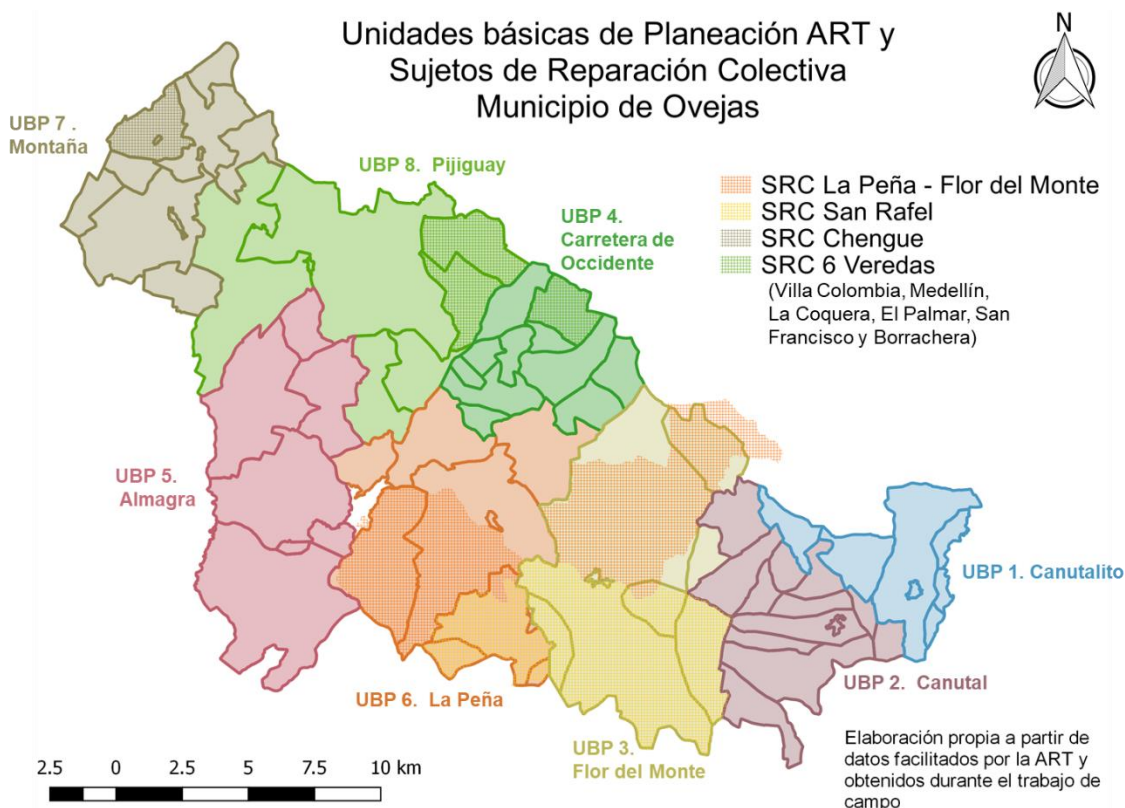 Unidades básicas de Planeación ART y
Sujetos de Reparación Colectiva
Municipio de Ovejas
N
UBP 7 .
Montaña
UBP 8. Pijiguay
UBP 4.
Carretera de
Occidente
SRC La Peña - Flor del Monte
SRC San Rafel
SRC Chengue
SRC 6 Veredas
(Villa Colombia, Medellín,
La Coquera, El Palmar, San
Francisco y Borrachera)
UBP 5.
Almagra
UBP 1. Canutalito
UBP 6. La Peña
UBP 2. Canutal
UBP 3.
Flor del Monte
Elaboración propia a partir de
datos facilitados por la ART y
obtenidos durante el trabajo de
campo
2.5 0 2.5 5 7.5 10 km